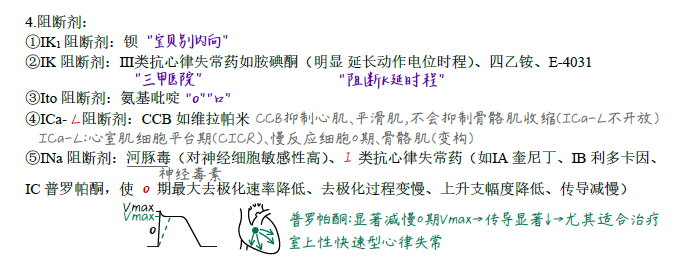 4.阻断剂:
①IK₁ 阻断剂：钡 "宝贝别内向"
②IK 阻断剂：Ⅲ类抗心律失常药如胺碘酮（明显 延长动作电位时程）、四乙铵、E-4031
"三甲医院" "阻断K延时程"
③Ito 阻断剂：氨基吡啶 "o"
④ICa-L阻断剂：CCB 如维拉帕米 CCB抑制心肌、平滑肌,不会抑制骨骼肌收缩(ICa-L不开放)
ICa-L:心室肌细胞平台期(CICR)、慢反应细胞0期、骨骼肌(变构)
⑤INa 阻断剂：河豚毒（对神经细胞敏感性高）、I 类抗心律失常药（如IA 奎尼丁、IB 利多卡因、
神经毒素
IC 普罗帕酮，使 0 期最大去极化速率降低、去极化过程变慢、上升支幅度降低、传导减慢）
Vmax
Vmax
0
普罗帕酮:显著减慢0期Vmax→传导显著↓→尤其适合治疗
室上性快速型心律失常